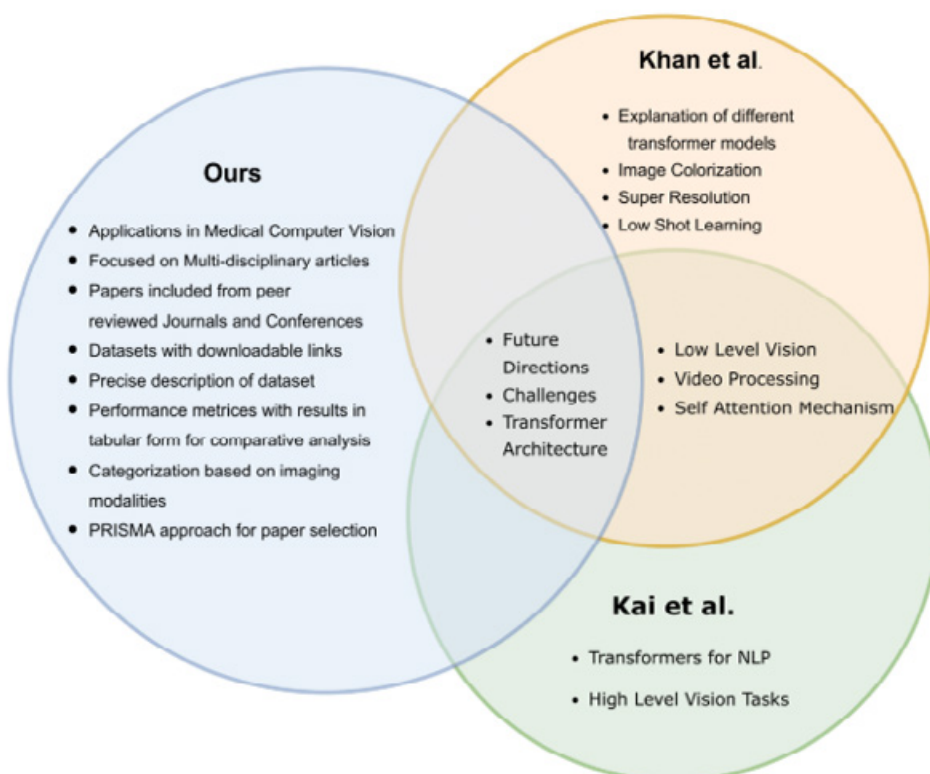 Khan et al.
• Explanation of different
transformer models
• Image Colorization
• Super Resolution
• Low Shot Learning
Ours
• Applications in Medical Computer Vision
• Focused on Multi-disciplinary articles
• Papers included from peer
reviewed Journals and Conferences
• Datasets with downloadable links
• Precise description of dataset
• Performance metrices with results in
tabular form for comparative analysis
• Categorization based on imaging
modalities
• PRISMA approach for paper selection
• Future
Directions
• Challenges
• Transformer
Architecture
• Low Level Vision
• Video Processing
• Self Attention Mechanism
Kai et al.
• Transformers for NLP
• High Level Vision Tasks